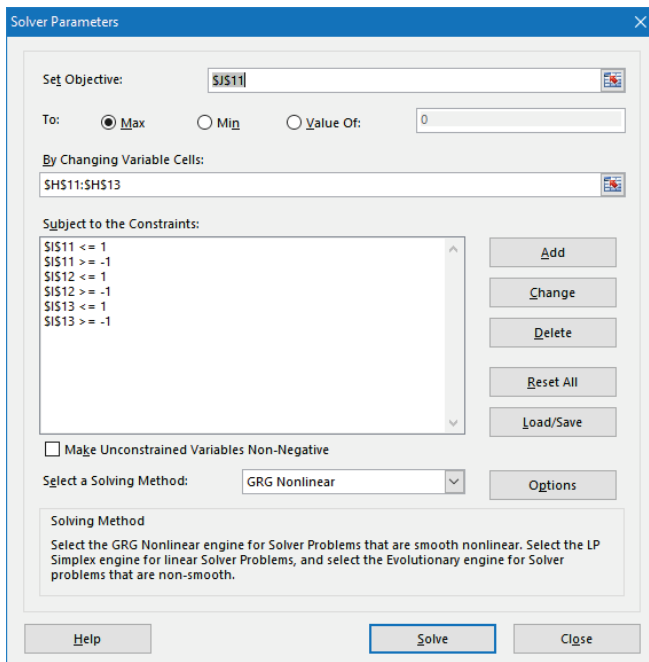 Solver Parameters
Set Objective:
$J$11
To:
Max
Min
Value Of:
0
By Changing Variable Cells:
$H$11:$H$13
Subject to the Constraints:
$I$11 <= 1
$I$11 >= -1
$I$12 <= 1
$I$12 >= -1
$I$13 <= 1
$I$13 >= -1
Add
Change
Delete
Reset All
Load/Save
Make Unconstrained Variables Non-Negative
Select a Solving Method:
GRG Nonlinear
Options
Solving Method
Select the GRG Nonlinear engine for Solver Problems that are smooth nonlinear. Select the LP
Simplex engine for linear Solver Problems, and select the Evolutionary engine for Solver
problems that are non-smooth.
Help
Solve
Close